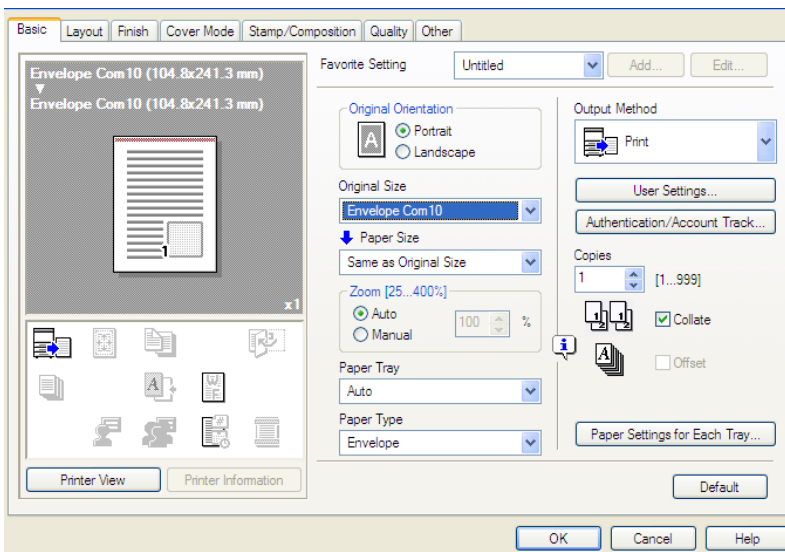 Basic Layout Finish Cover Mode Stamp/Composition Quality Other
Envelope Com10 (104.8x241.3 mm)
Envelope Com10 (104.8x241.3 mm)
1
x1
Printer View Printer Information
Favorite Setting Untitled Add... Edit...
Original Orientation
A
Portrait
Landscape
Original Size
Envelope Com10
Paper Size
Same as Original Size
Zoom [25...400%]
Auto
Manual
100 %
Paper Tray
Auto
Paper Type
Envelope
Output Method
Print
User Settings...
Authentication/Account Track...
Copies
1 [1...999]
Collate
Offset
Paper Settings for Each Tray...
Default
OK Cancel Help